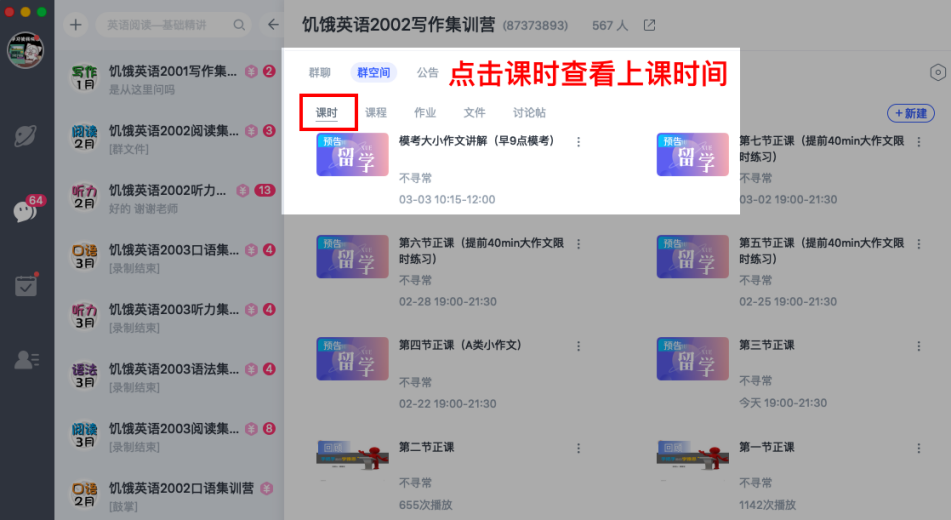 英语阅读—基础精讲
饥饿英语2002写作集训营 (87373893) 567 人
写作
1月
饥饿英语2001写作集... 2
是从这里问吗
阅读
2月
饥饿英语2002阅读集... 3
[群文件]
64
听力
2月
饥饿英语2002听力... 13
好的 谢谢老师
口语
3月
饥饿英语2003口语集... 4
[录制结束]
听力
3月
饥饿英语2003听力集... 4
[录制结束]
语法
3月
饥饿英语2003语法集... 4
[录制结束]
阅读
3月
饥饿英语2003阅读集... 8
[录制结束]
口语
2月
饥饿英语2002口语集训营
[鼓掌]
群聊 群空间 公告 点击课时查看上课时间
课时 课程 作业 文件 讨论帖
+ 新建
预告
留学
模考大小作文讲解（早9点模考）
不寻常
03-03 10:15-12:00
预告
留学
第七节正课（提前40min大作文限
时练习）
不寻常
03-02 19:00-21:30
预告
留学
第六节正课（提前40min大作文限
时练习）
不寻常
02-28 19:00-21:30
预告
留学
第五节正课（提前40min大作文限
时练习）
不寻常
02-25 19:00-21:30
预告
留学
第四节正课（A类小作文）
不寻常
02-22 19:00-21:30
预告
留学
第三节正课
不寻常
今天 19:00-21:30
回顾
第二节正课
不寻常
655次播放
回顾
第一节正课
不寻常
1142次播放